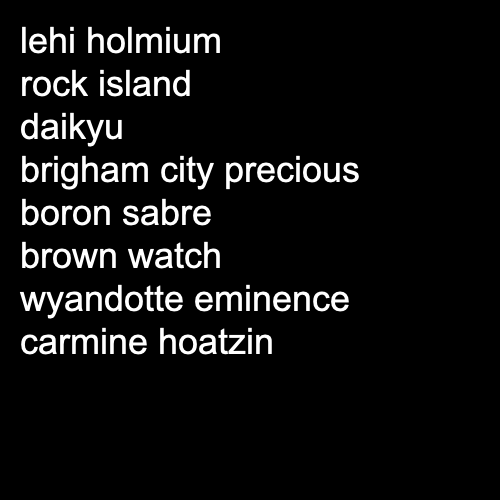 lehi holmium
rock island
daikyu
brigham city precious
boron sabre
brown watch
wyandotte eminence
carmine hoatzin